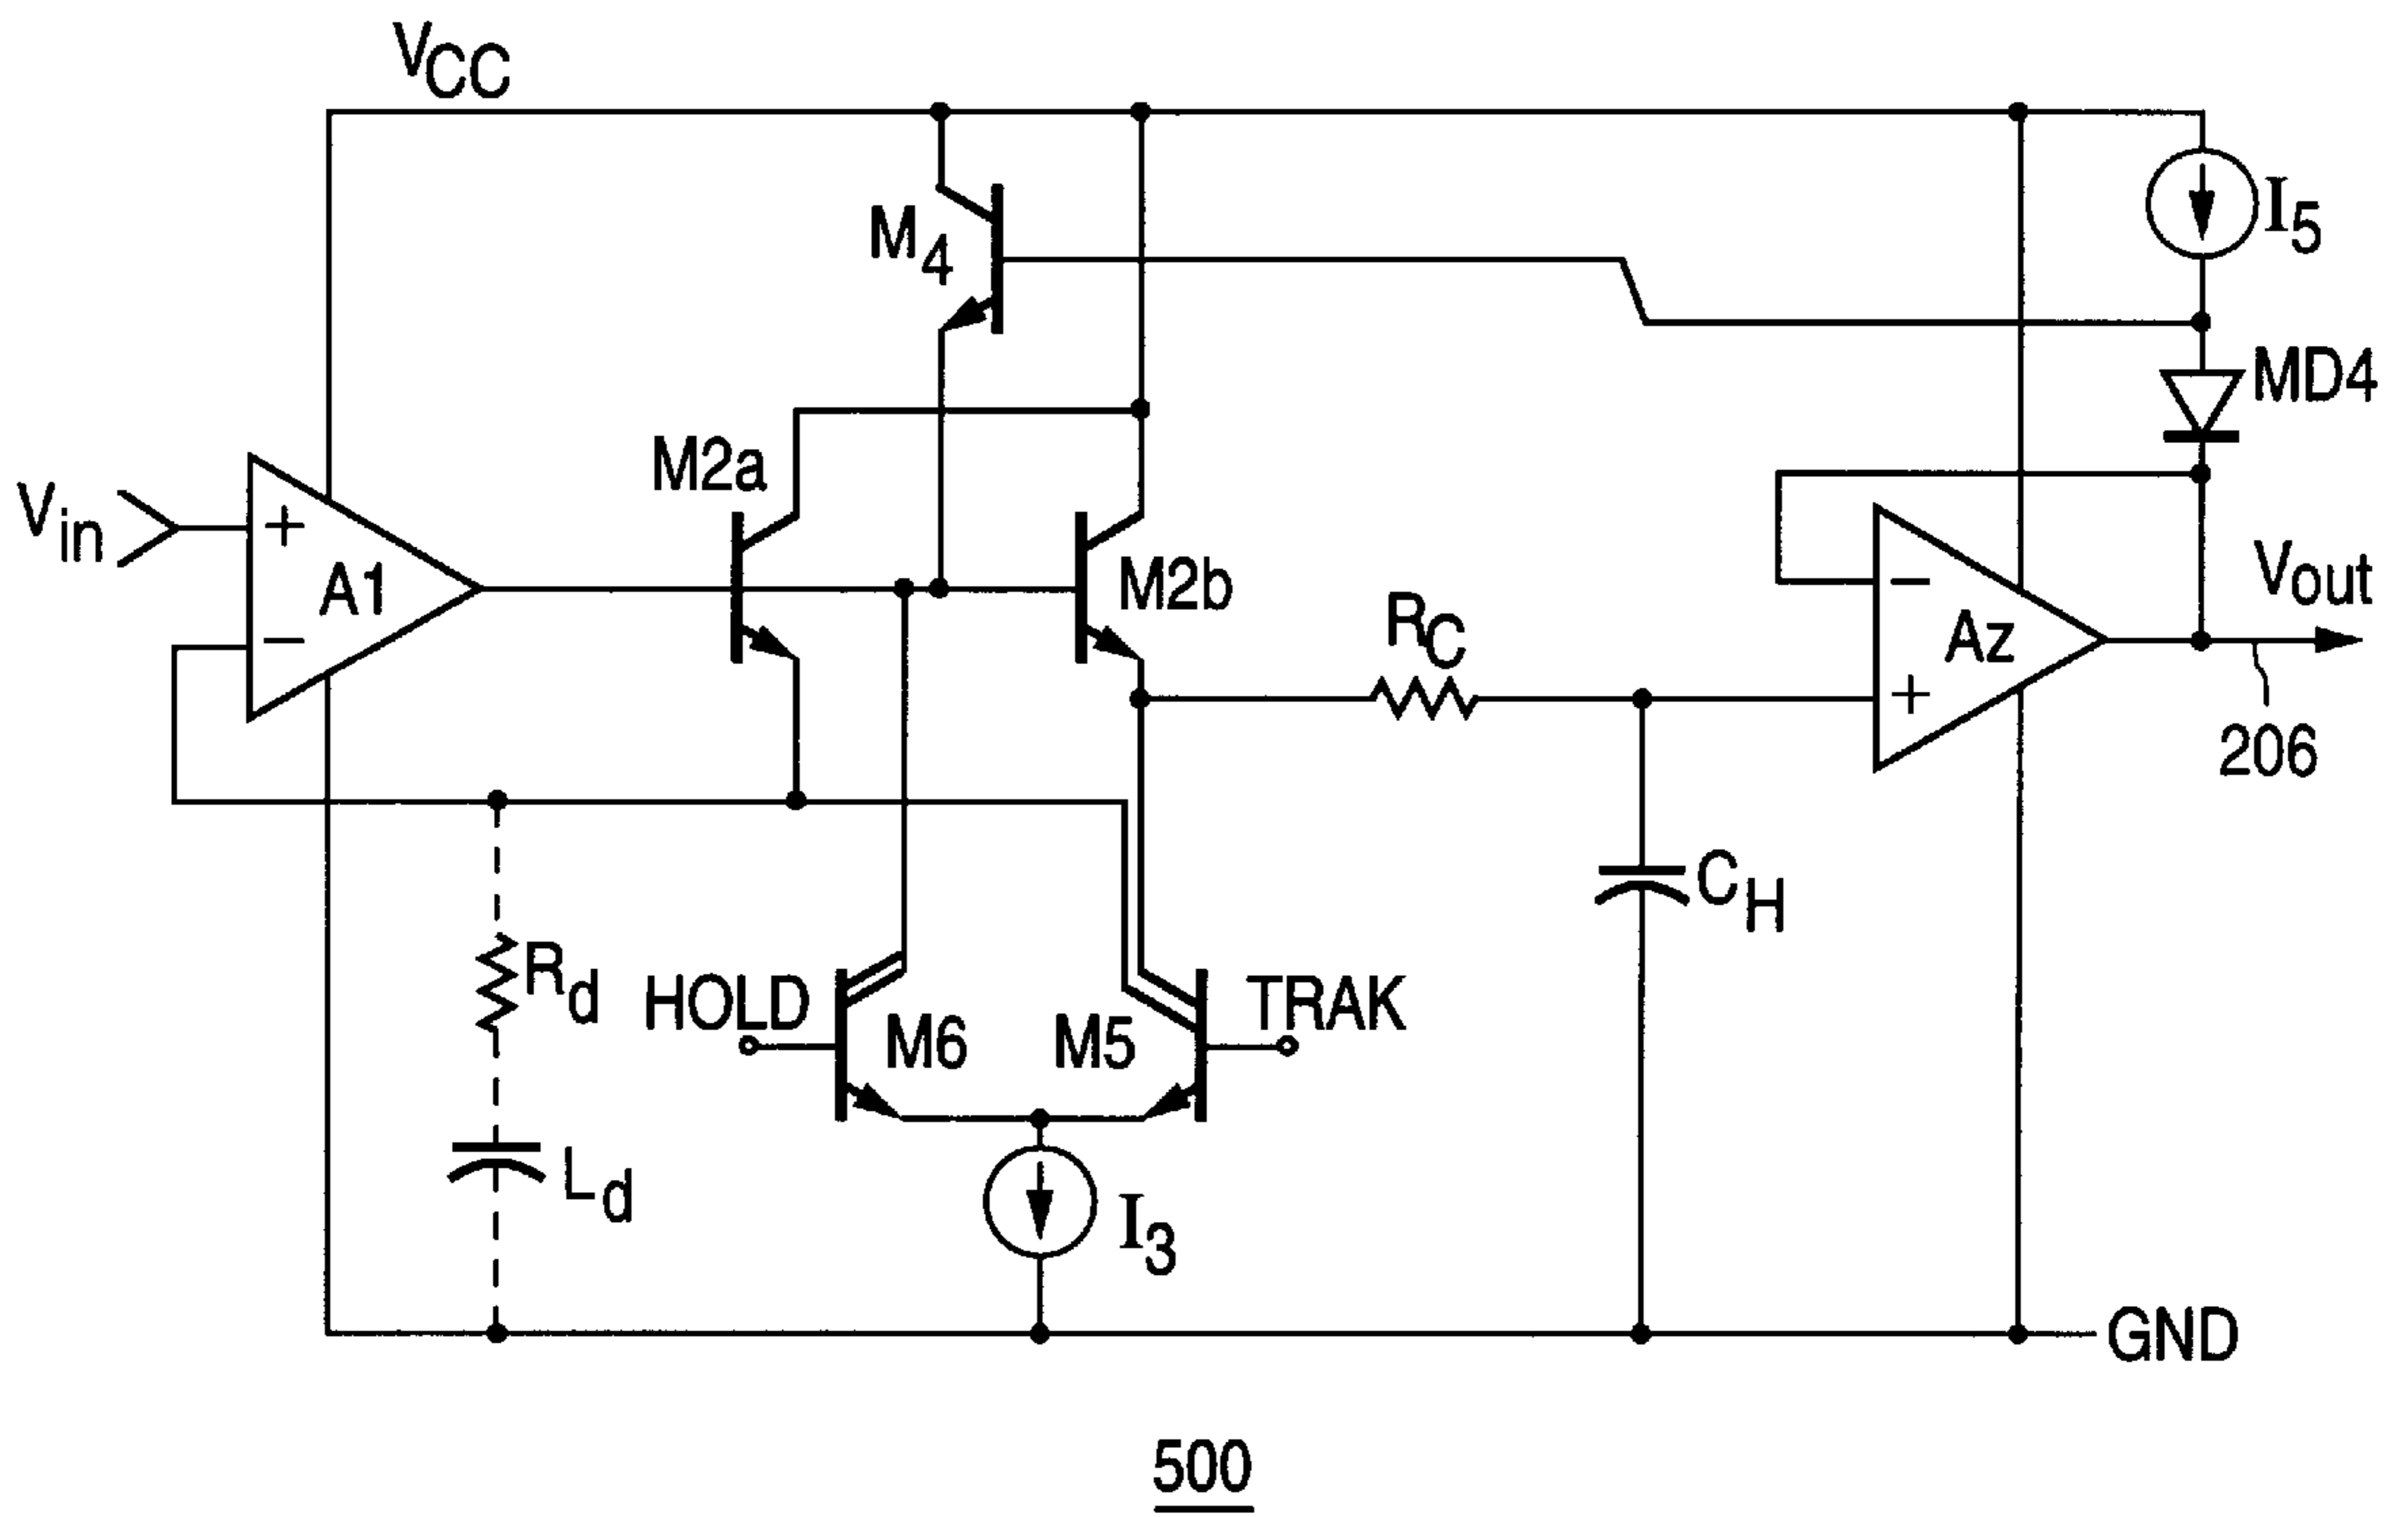 VCC
I5
M4
MD4
M2a
Vin
+
A1
−
M2b
RC
−
Az
+
Vout
206
CH
Rd
HOLD
M6
M5
TRAK
Ld
I3
GND
500